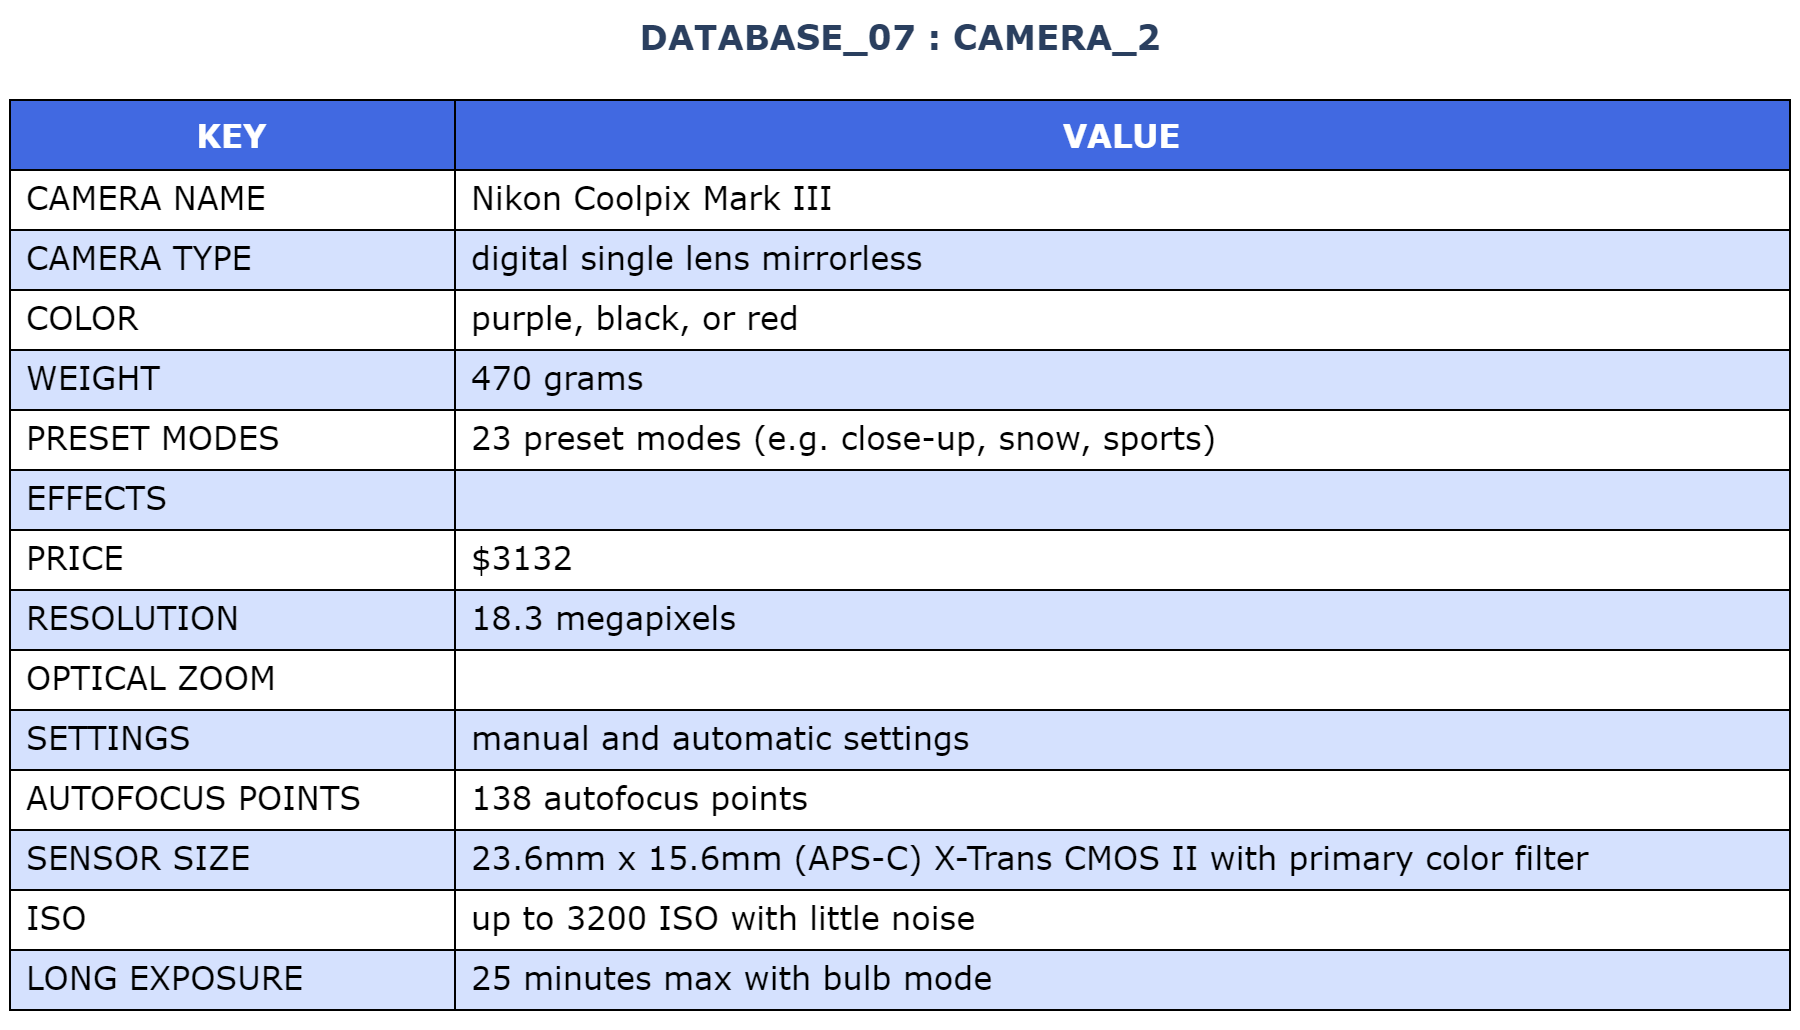 DATABASE_07 : CAMERA_2
KEY VALUE
CAMERA NAME Nikon Coolpix Mark III
CAMERA TYPE digital single lens mirrorless
COLOR purple, black, or red
WEIGHT 470 grams
PRESET MODES 23 preset modes (e.g. close-up, snow, sports)
EFFECTS
PRICE $3132
RESOLUTION 18.3 megapixels
OPTICAL ZOOM
SETTINGS manual and automatic settings
AUTOFOCUS POINTS 138 autofocus points
SENSOR SIZE 23.6mm x 15.6mm (APS-C) X-Trans CMOS II with primary color filter
ISO up to 3200 ISO with little noise
LONG EXPOSURE 25 minutes max with bulb mode